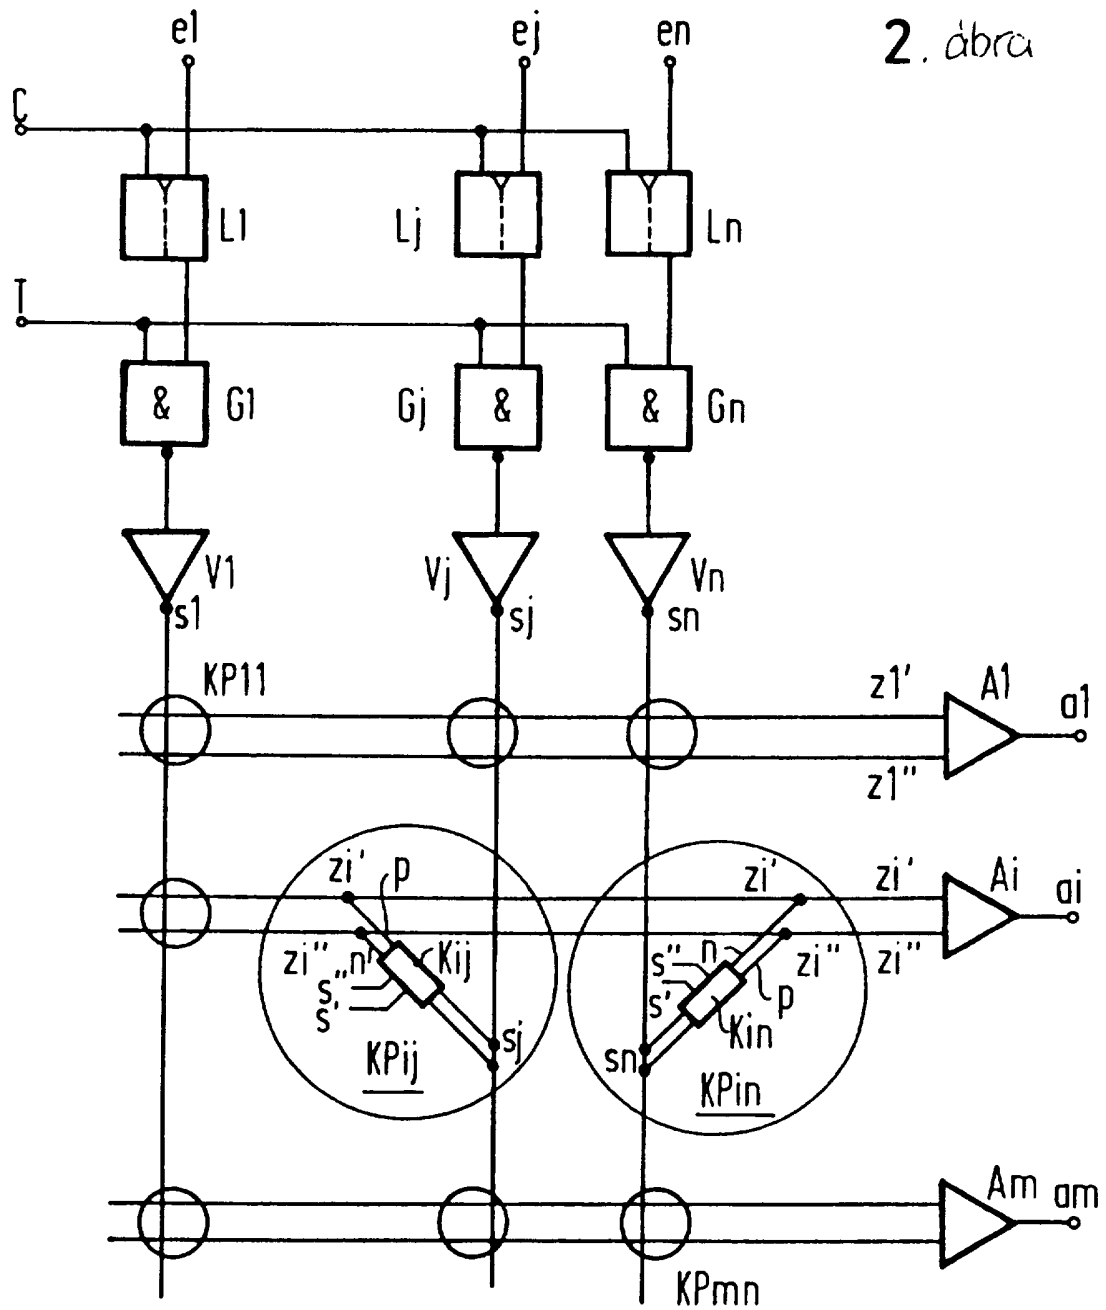 e1 ej en 2. ábra
C
L1 Lj Ln
T
& G1 Gj & & Gn
V1 Vj Vn
s1 sj sn
KP11 z1' A1 a1
z1''
zi' p zi' zi' Ai ai
zi'' n' Kij s'' n zi'' zi''
s'' s' p
s' Kin
sj sn
KPij KPin
Am am
KPmn